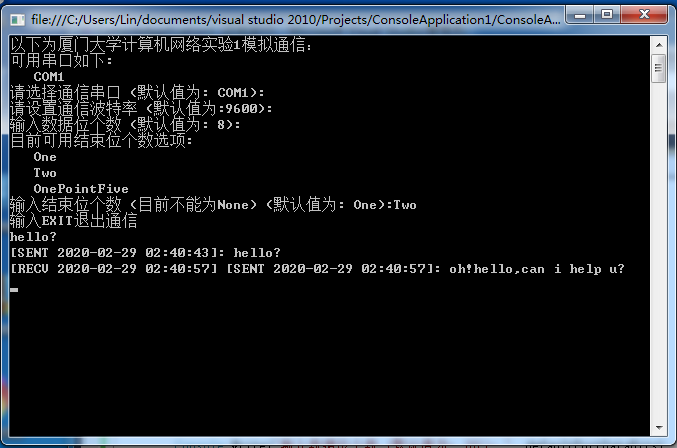 file:///C:/Users/Lin/documents/visual studio 2010/Projects/ConsoleApplication1/ConsoleA...
以下为厦门大学计算机网络实验1模拟通信:
可用串口如下:
COM1
请选择通信串口 (默认值为: COM1):
请设置通信波特率 (默认值为:9600):
输入数据位个数 (默认值为: 8):
目前可用结束位个数选项:
One
Two
OnePointFive
输入结束位个数 (目前不能为None) (默认值为: One):Two
输入EXIT退出通信
hello?
[SENT 2020-02-29 02:40:43]: hello?
[RECV 2020-02-29 02:40:57] [SENT 2020-02-29 02:40:57]: oh!hello,can i help u?